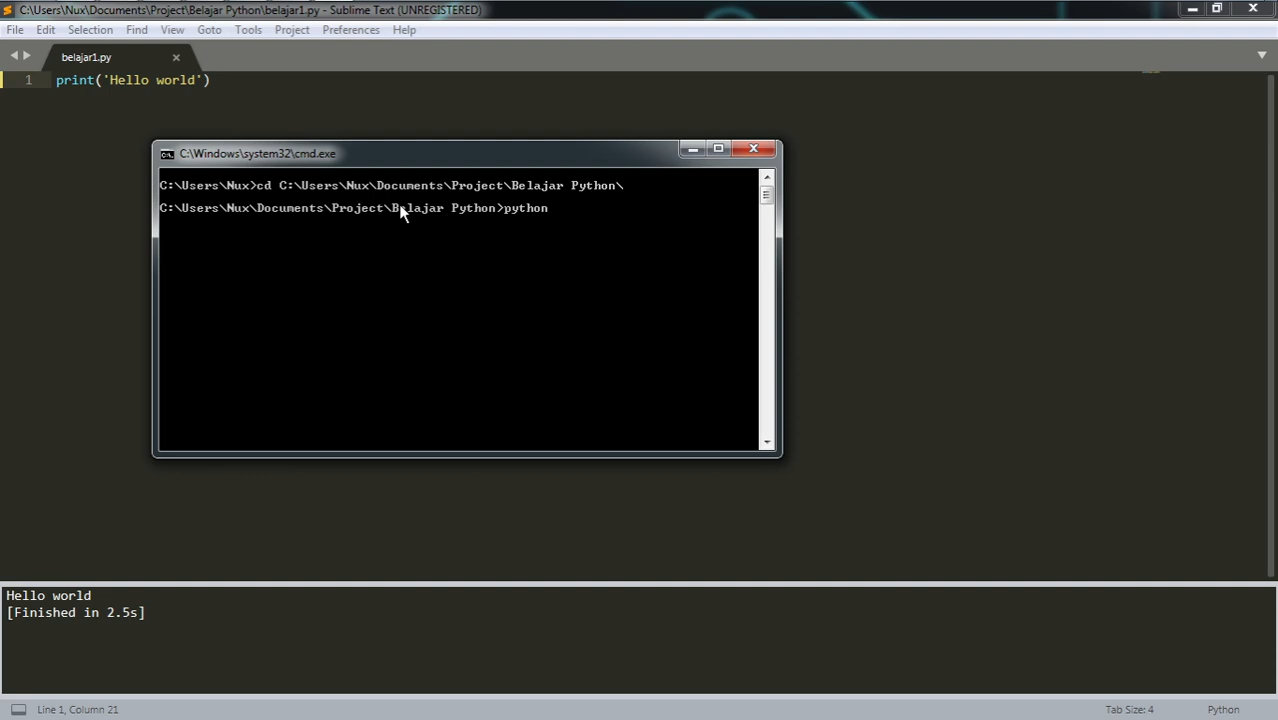 C:\Users\Nux\Documents\Project\Belajar Python\belajar1.py - Sublime Text (UNREGISTERED)
File Edit Selection Find View Goto Tools Project Preferences Help
belajar1.py
1 print('Hello world')
C:\Windows\system32\cmd.exe
C:\Users\Nux>cd C:\Users\Nux\Documents\Project\Belajar Python\
C:\Users\Nux\Documents\Project\Belajar Python>python
Hello world
[Finished in 2.5s]
Line 1, Column 21 Tab Size: 4 Python